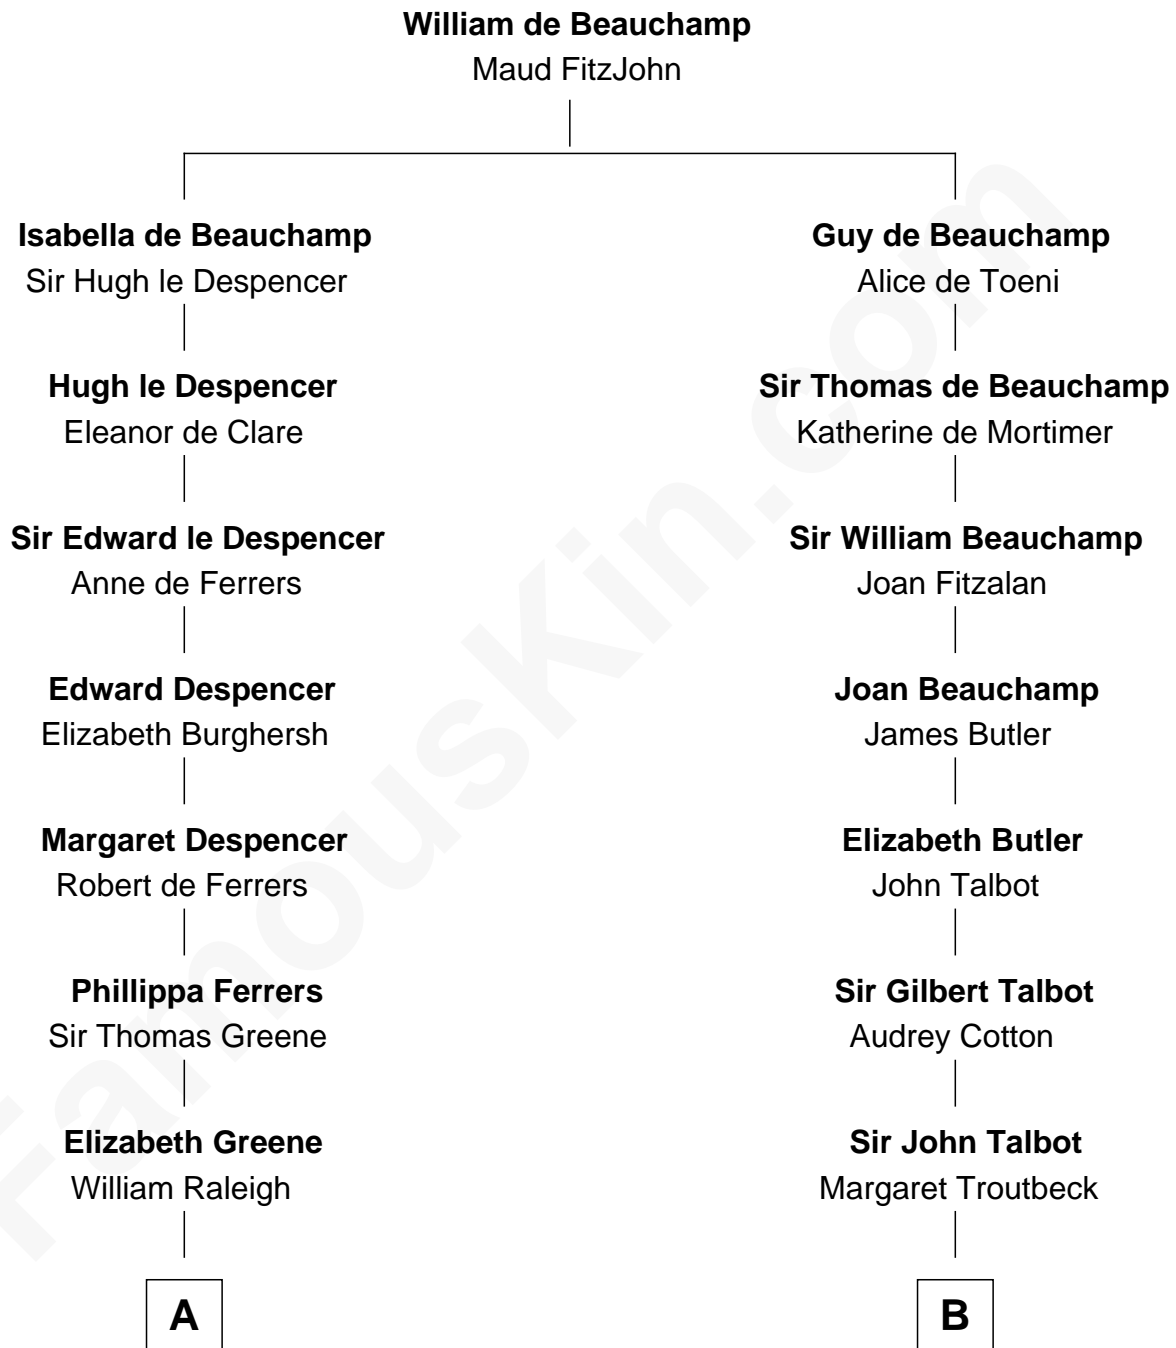 William de Beauchamp
Maud FitzJohn
Isabella de Beauchamp
Sir Hugh le Despencer
Guy de Beauchamp
Alice de Toeni
Hugh le Despencer
Eleanor de Clare
Sir Thomas de Beauchamp
Katherine de Mortimer
Sir Edward le Despencer
Anne de Ferrers
Sir William Beauchamp
Joan Fitzalan
Edward Despencer
Elizabeth Burghersh
Joan Beauchamp
James Butler
Margaret Despencer
Robert de Ferrers
Elizabeth Butler
John Talbot
Phillippa Ferrers
Sir Thomas Greene
Sir Gilbert Talbot
Audrey Cotton
Elizabeth Greene
William Raleigh
Sir John Talbot
Margaret Troutbeck
A
B
FamousKin.com